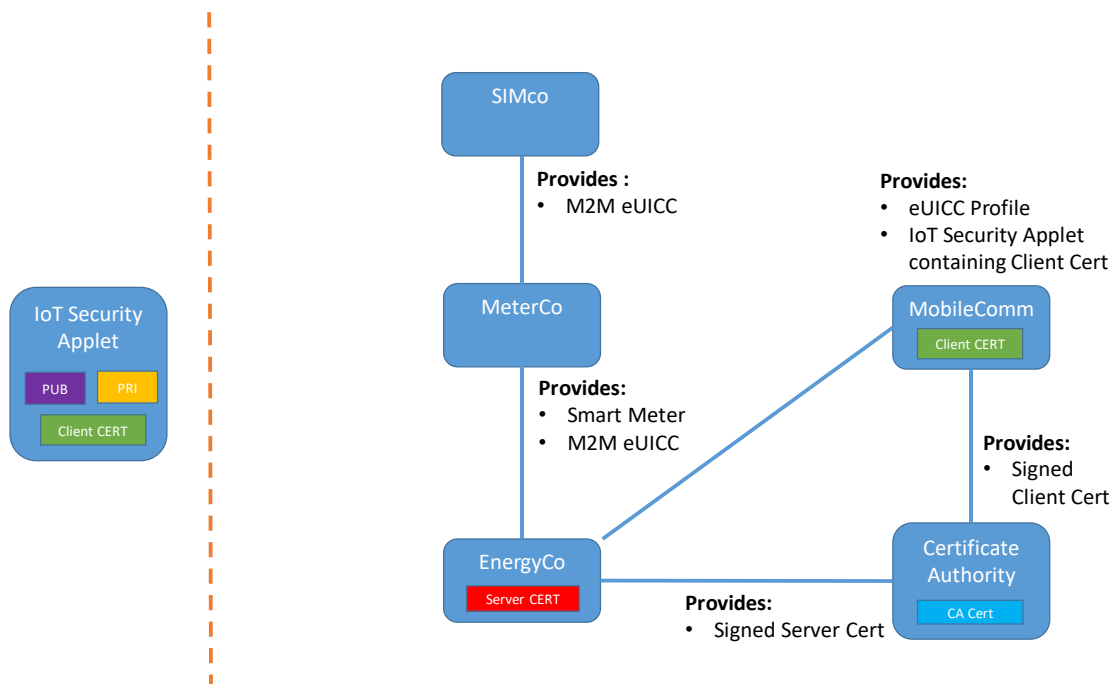 SIMco
Provides :
• M2M eUICC
Provides:
• eUICC Profile
• IoT Security Applet
containing Client Cert
IoT Security
Applet
PUB
PRI
Client CERT
MeterCo
MobileComm
Client CERT
Provides:
• Smart Meter
• M2M eUICC
Provides:
• Signed
Client Cert
EnergyCo
Server CERT
Certificate
Authority
CA Cert
Provides:
• Signed Server Cert